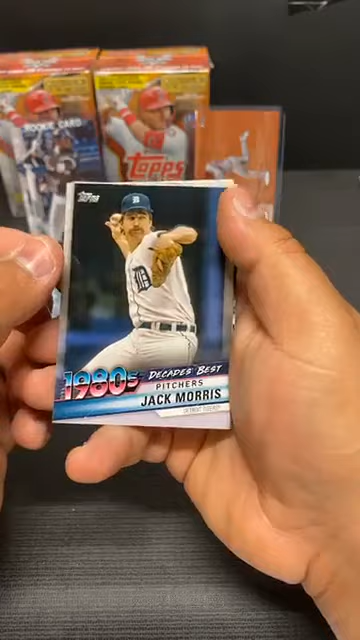 ROOKIE CARD
Topps
Topps
1980s DECADES' BEST
PITCHERS
JACK MORRIS
DETROIT TIGERS